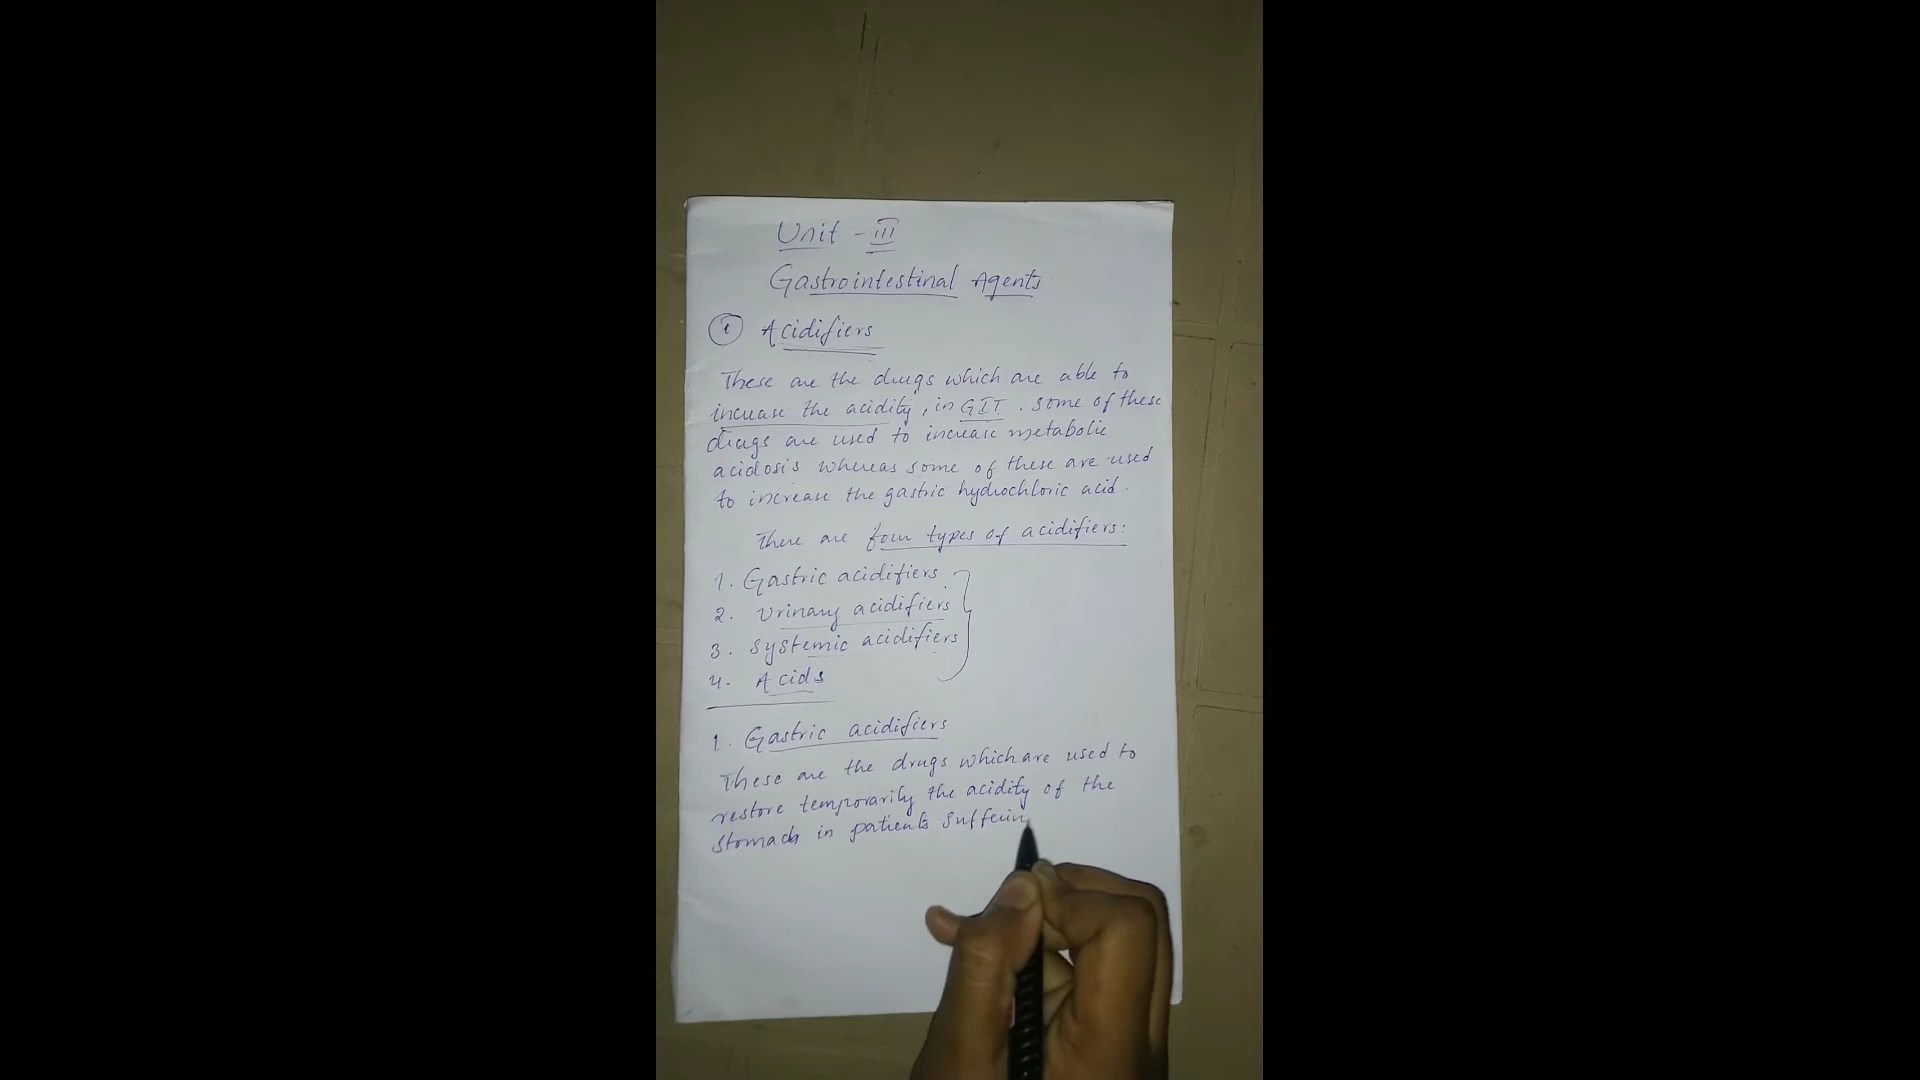 Unit - III
Gastrointestinal Agents
1 Acidifiers
These are the drugs which are able to
increase the acidity, in GIT. Some of these
drugs are used to increase metabolic
acidosis whereas some of these are used
to increase the gastric hydrochloric acid.
There are four types of acidifiers:
1. Gastric acidifiers
2. Urinary acidifiers
3. Systemic acidifiers
4. Acids
1. Gastric acidifiers
These are the drugs which are used to
restore temporarily the acidity of the
stomach in patients